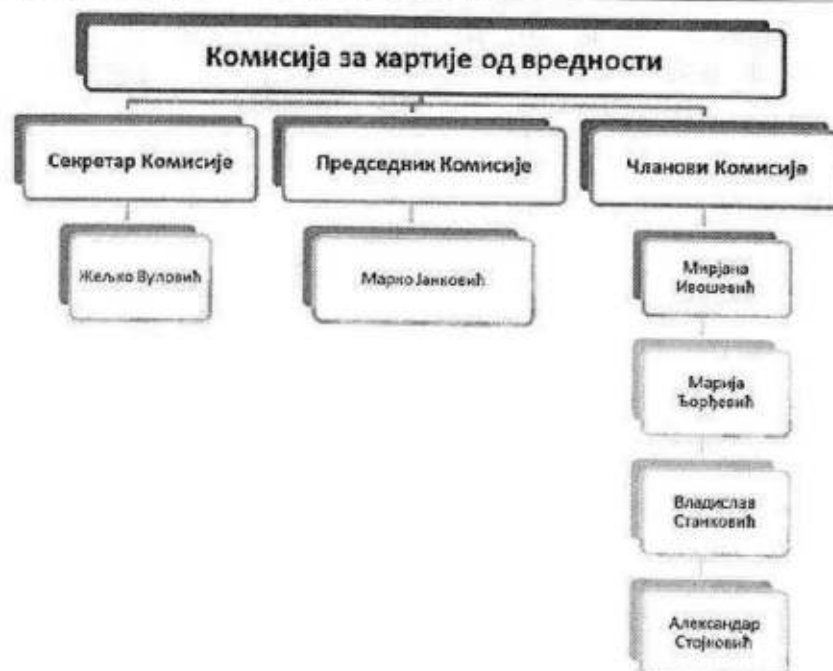 Комисија за хартије од вредности
Секретар Комисије
Председник Комисије
Чланови Комисије
Жељко Вуловић
Марко Јанковић
Мирјана
Ивошевић
Марија
Ђорђевић
Владислав
Станковић
Александар
Стојковић